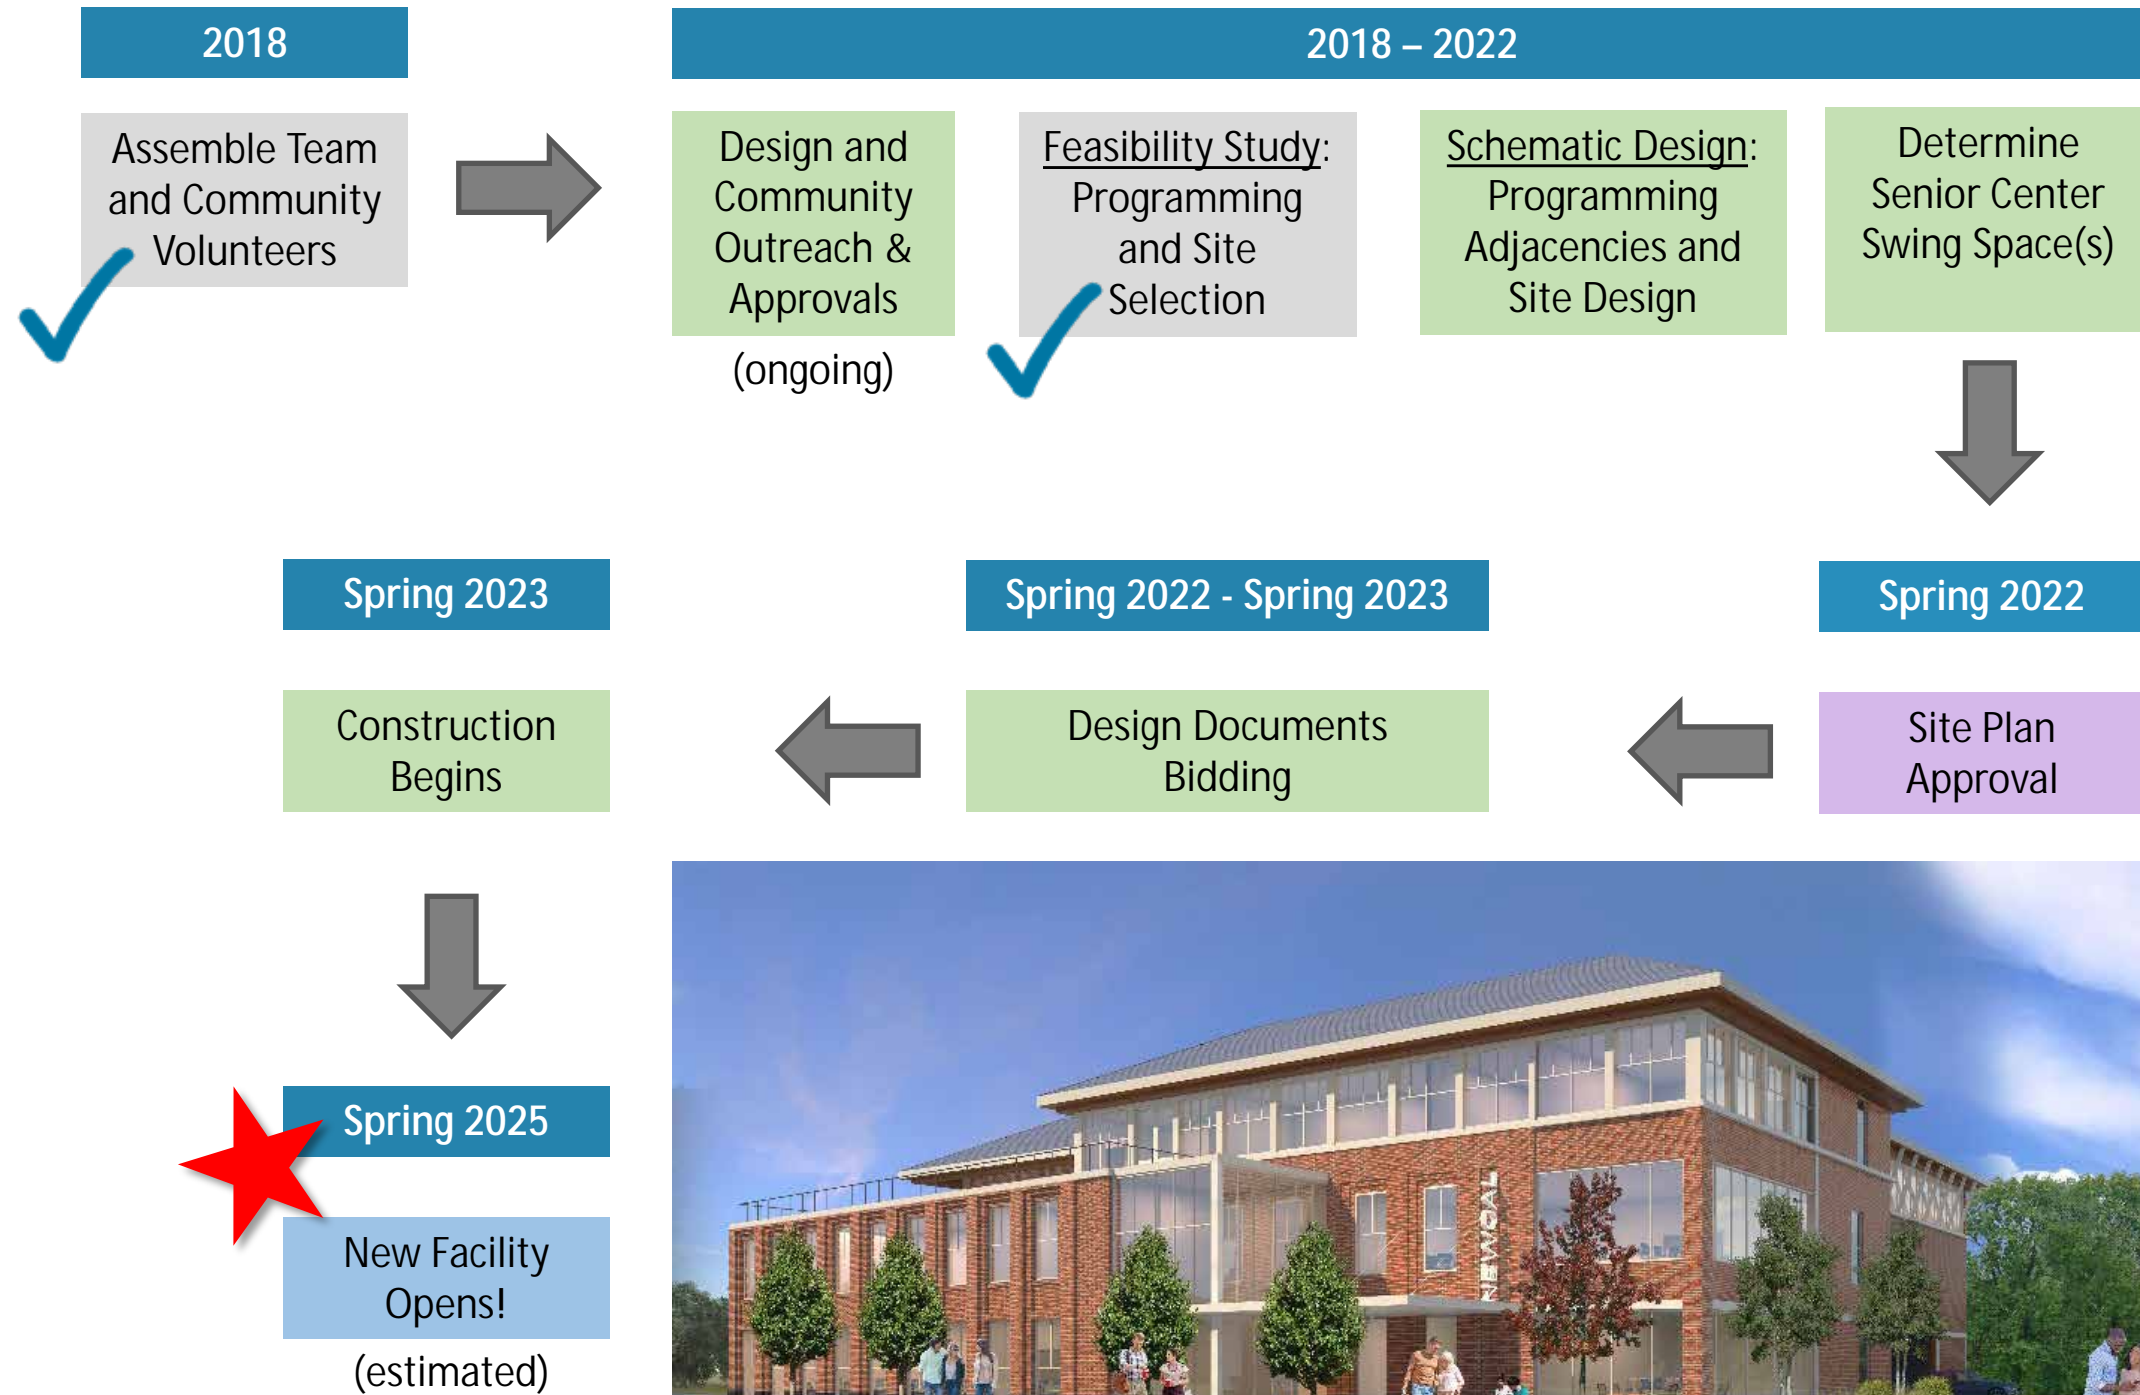 2018
2018 – 2022
Assemble Team
and Community
Volunteers
Design and
Community
Outreach &
Approvals
(ongoing)
Feasibility Study:
Programming
and Site
Selection
Schematic Design:
Programming
Adjacencies and
Site Design
Determine
Senior Center
Swing Space(s)
Spring 2023
Spring 2022 - Spring 2023
Spring 2022
Construction
Begins
Design Documents
Bidding
Site Plan
Approval
Spring 2025
New Facility
Opens!
(estimated)
NEWCAL